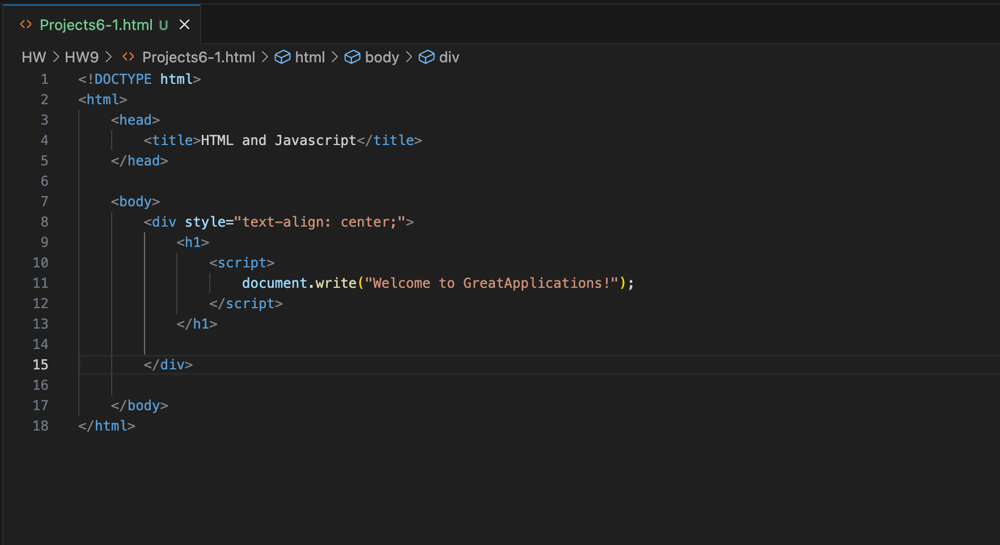 Projects6-1.html U
HW > HW9 > Projects6-1.html > html > body > div
1 <!DOCTYPE html>
2 <html>
3     <head>
4         <title>HTML and Javascript</title>
5     </head>
6
7     <body>
8         <div style="text-align: center;">
9             <h1>
10                 <script>
11                     document.write("Welcome to GreatApplications!");
12                 </script>
13             </h1>
14
15         </div>
16
17     </body>
18 </html>